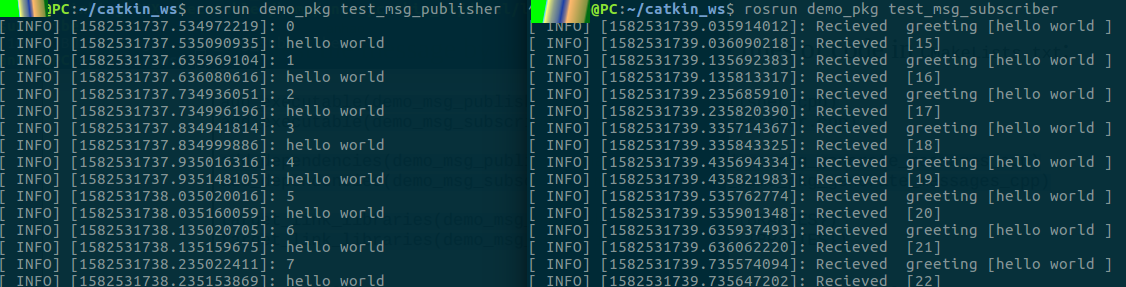 @PC:~/catkin_ws$ rosrun demo_pkg test_msg_publisher
[ INFO] [1582531737.534972219]: 0
[ INFO] [1582531737.535090935]: hello world
[ INFO] [1582531737.635969104]: 1
[ INFO] [1582531737.636080616]: hello world
[ INFO] [1582531737.734936051]: 2
[ INFO] [1582531737.734996196]: hello world
[ INFO] [1582531737.834941814]: 3
[ INFO] [1582531737.834999886]: hello world
[ INFO] [1582531737.935016316]: 4
[ INFO] [1582531737.935148105]: hello world
[ INFO] [1582531738.035020016]: 5
[ INFO] [1582531738.035160059]: hello world
[ INFO] [1582531738.135020705]: 6
[ INFO] [1582531738.135159675]: hello world
[ INFO] [1582531738.235022411]: 7
[ INFO] [1582531738.235153869]: hello world
@PC:~/catkin_ws$ rosrun demo_pkg test_msg_subscriber
[ INFO] [1582531739.035914012]: Recieved  greeting [hello world ]
[ INFO] [1582531739.036090218]: Recieved  [15]
[ INFO] [1582531739.135692383]: Recieved  greeting [hello world ]
[ INFO] [1582531739.135813317]: Recieved  [16]
[ INFO] [1582531739.235685910]: Recieved  greeting [hello world ]
[ INFO] [1582531739.235820390]: Recieved  [17]
[ INFO] [1582531739.335714367]: Recieved  greeting [hello world ]
[ INFO] [1582531739.335843325]: Recieved  [18]
[ INFO] [1582531739.435694334]: Recieved  greeting [hello world ]
[ INFO] [1582531739.435821983]: Recieved  [19]
[ INFO] [1582531739.535762774]: Recieved  greeting [hello world ]
[ INFO] [1582531739.535901348]: Recieved  [20]
[ INFO] [1582531739.635937493]: Recieved  greeting [hello world ]
[ INFO] [1582531739.636062220]: Recieved  [21]
[ INFO] [1582531739.735574094]: Recieved  greeting [hello world ]
[ INFO] [1582531739.735647202]: Recieved  [22]